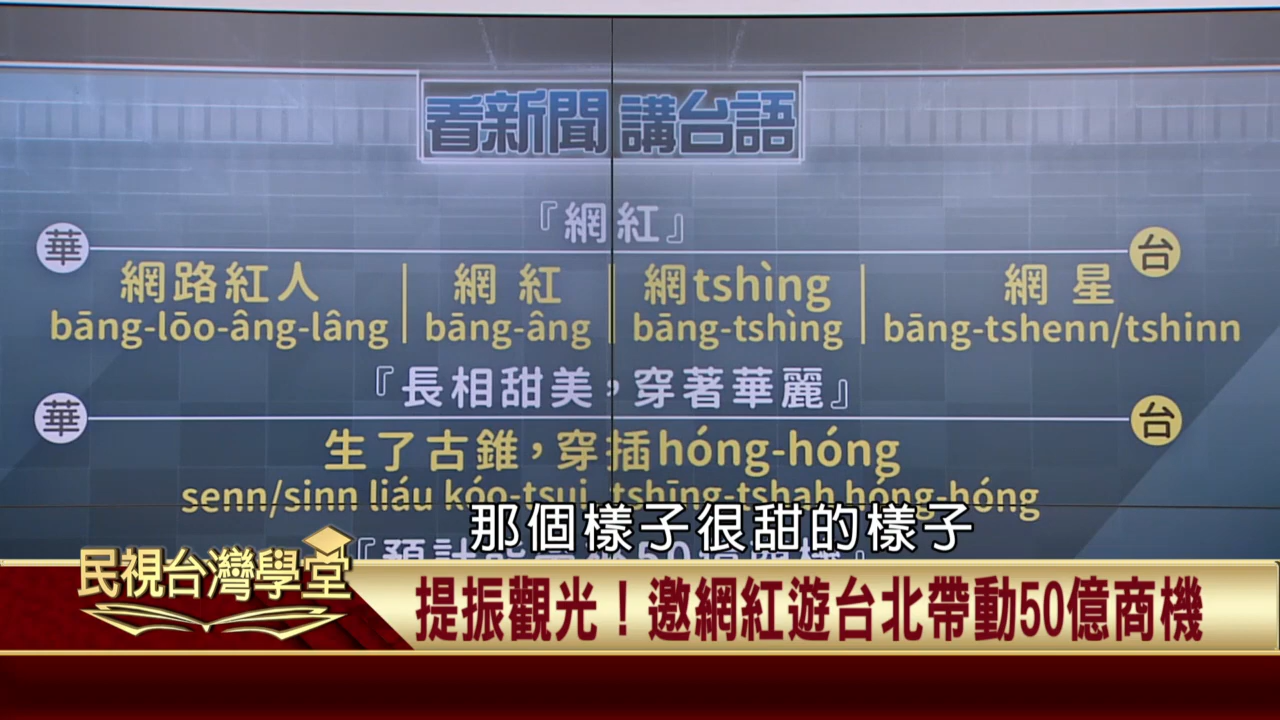 看新聞 講台語
『網紅』
華
台
網路紅人 | 網紅 | 網tshìng | 網星
bāng-lōo-âng-lâng | bāng-âng | bāng-tshìng | bāng-tshenn/tshinn
『長相甜美，穿著華麗』
華
台
生了古錐，穿插hóng-hóng
senn/sinn liáu kóo-tsui, tshīng-tshah hóng-hóng
那個樣子很甜的樣子
民視台灣學堂
提振觀光！邀網紅遊台北帶動50億商機